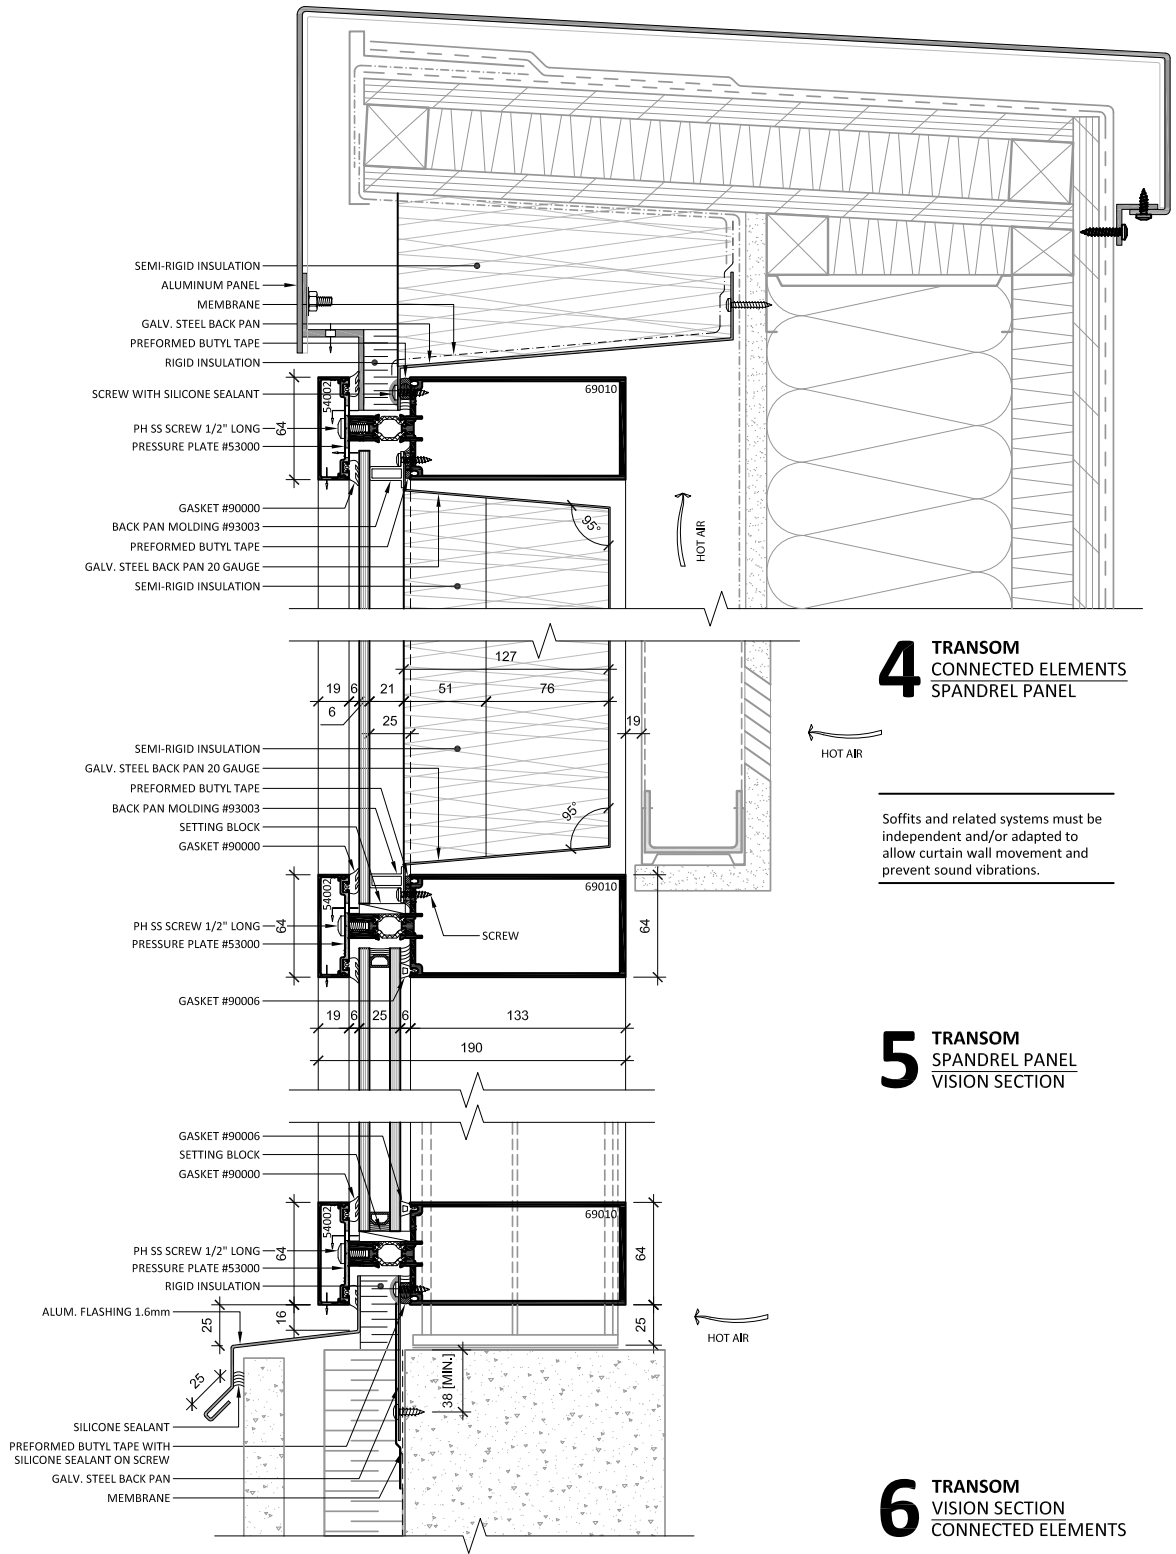 SEMI-RIGID INSULATION
ALUMINUM PANEL
MEMBRANE
GALV. STEEL BACK PAN
PREFORMED BUTYL TAPE
RIGID INSULATION
SCREW WITH SILICONE SEALANT
PH SS SCREW 1/2" LONG
PRESSURE PLATE #53000
64
54002
69010
GASKET #90000
BACK PAN MOLDING #93003
PREFORMED BUTYL TAPE
GALV. STEEL BACK PAN 20 GAUGE
SEMI-RIGID INSULATION
95°
HOT AIR
4 TRANSOM
CONNECTED ELEMENTS
SPANDREL PANEL
127
19 6 21 51 76
6
25
19
HOT AIR
SEMI-RIGID INSULATION
GALV. STEEL BACK PAN 20 GAUGE
PREFORMED BUTYL TAPE
BACK PAN MOLDING #93003
SETTING BLOCK
GASKET #90000
95°
Soffits and related systems must be
independent and/or adapted to
allow curtain wall movement and
prevent sound vibrations.
54002
69010
64
64
PH SS SCREW 1/2" LONG
PRESSURE PLATE #53000
SCREW
GASKET #90006
19 6 25 6 133
190
5 TRANSOM
SPANDREL PANEL
VISION SECTION
GASKET #90006
SETTING BLOCK
GASKET #90000
54002
69010
64
64
PH SS SCREW 1/2" LONG
PRESSURE PLATE #53000
RIGID INSULATION
ALUM. FLASHING 1.6mm
25
16
25
HOT AIR
38 [MIN.]
25
SILICONE SEALANT
PREFORMED BUTYL TAPE WITH
SILICONE SEALANT ON SCREW
GALV. STEEL BACK PAN
MEMBRANE
6 TRANSOM
VISION SECTION
CONNECTED ELEMENTS